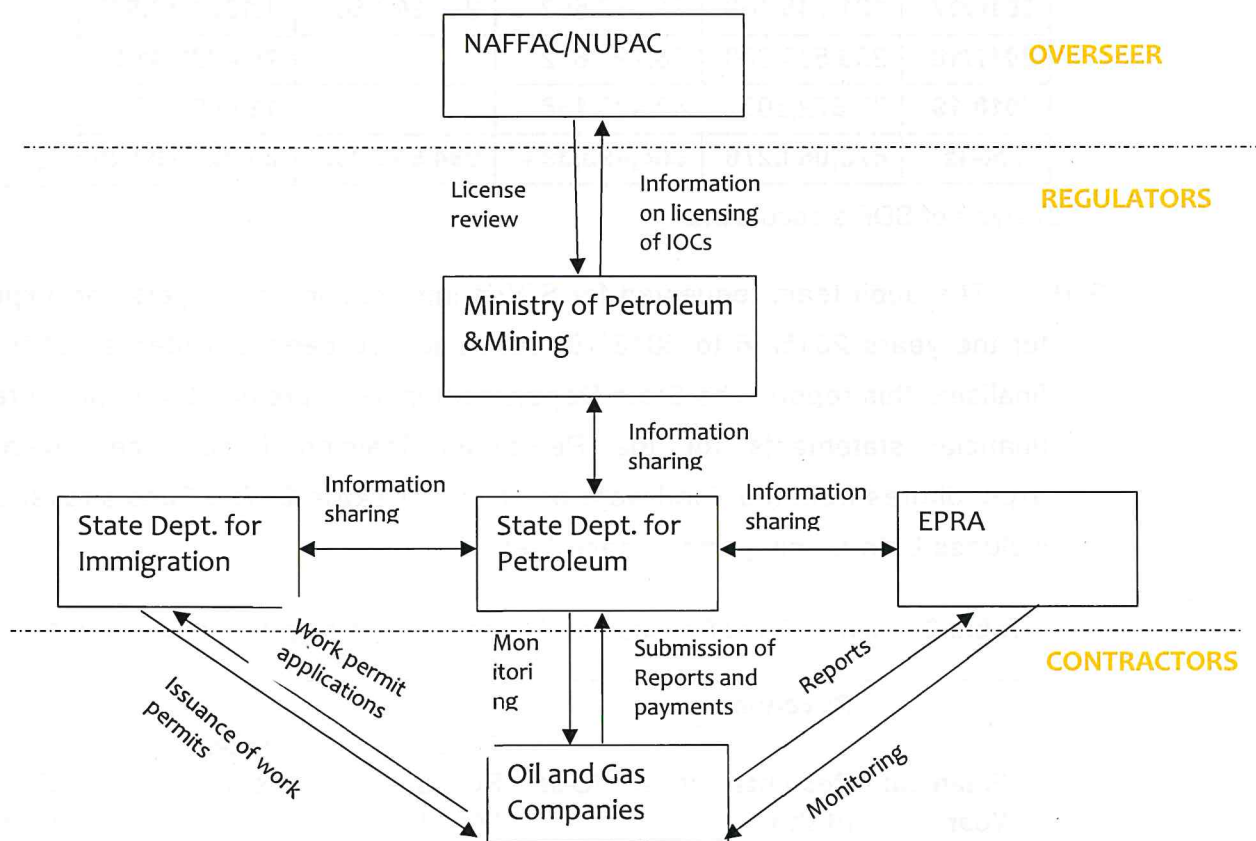 NAFFAC/NUPAC
OVERSEER
License
review
Information
on licensing
of IOCs
REGULATORS
Ministry of Petroleum
&Mining
Information
sharing
Information
sharing
Information
sharing
State Dept. for
Immigration
State Dept. for
Petroleum
EPRA
Work permit
applications
Issuance of work
permits
Mon
itori
ng
Submission of
Reports and
payments
Reports
Monitoring
CONTRACTORS
Oil and Gas
Companies